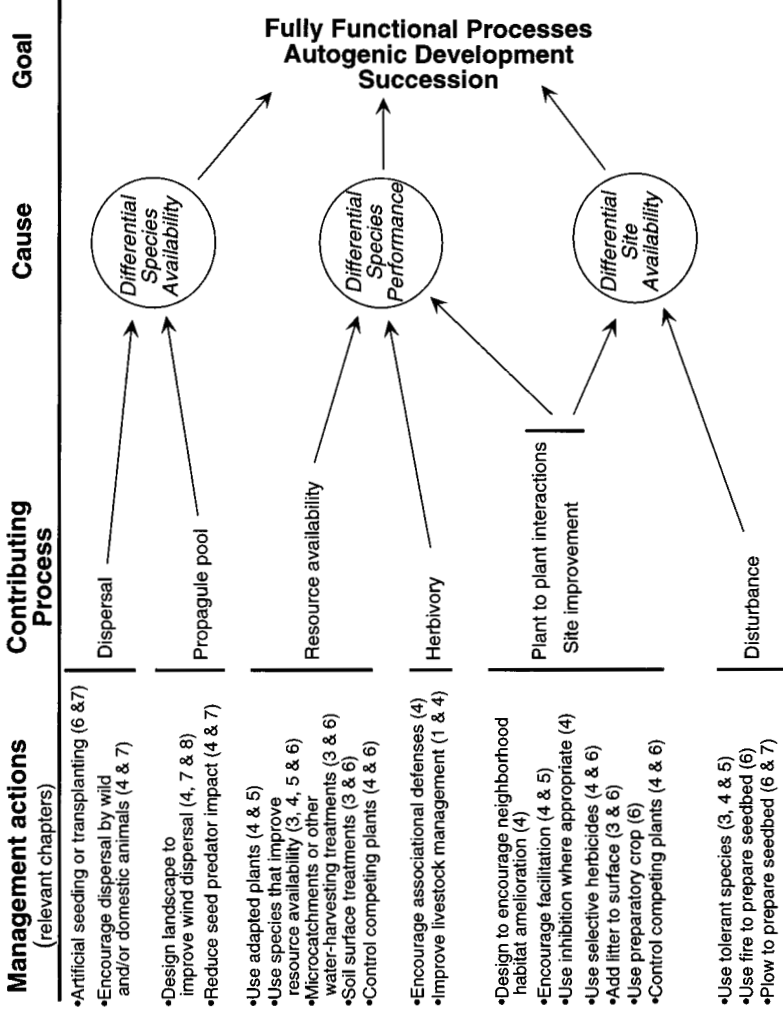 Management actions
(relevant chapters)
Contributing
Process
Cause
Goal
•Artificial seeding or transplanting (6 &7)
•Encourage dispersal by wild
and/or domestic animals (4 & 7)
Dispersal
•Design landscape to
improve wind dispersal (4, 7 & 8)
•Reduce seed predator impact (4 & 7)
Propagule pool
•Use adapted plants (4 & 5)
•Use species that improve
resource availability (3, 4, 5 & 6)
•Microcatchments or other
water-harvesting treatments (3 & 6)
•Soil surface treatments (3 & 6)
•Control competing plants (4 & 6)
Resource availability
•Encourage associational defenses (4)
•Improve livestock management (1 & 4)
Herbivory
•Design to encourage neighborhood
habitat amelioration (4)
•Encourage facilitation (4 & 5)
•Use inhibition where appropriate (4)
•Use selective herbicides (4 & 6)
•Add litter to surface (3 & 6)
•Use preparatory crop (6)
•Control competing plants (4 & 6)
Plant to plant interactions
Site improvement
•Use tolerant species (3, 4 & 5)
•Use fire to prepare seedbed (6)
•Plow to prepare seedbed (6 & 7)
Disturbance
Differential
Species
Availability
Differential
Species
Performance
Differential
Site
Availability
Fully Functional Processes
Autogenic Development
Succession